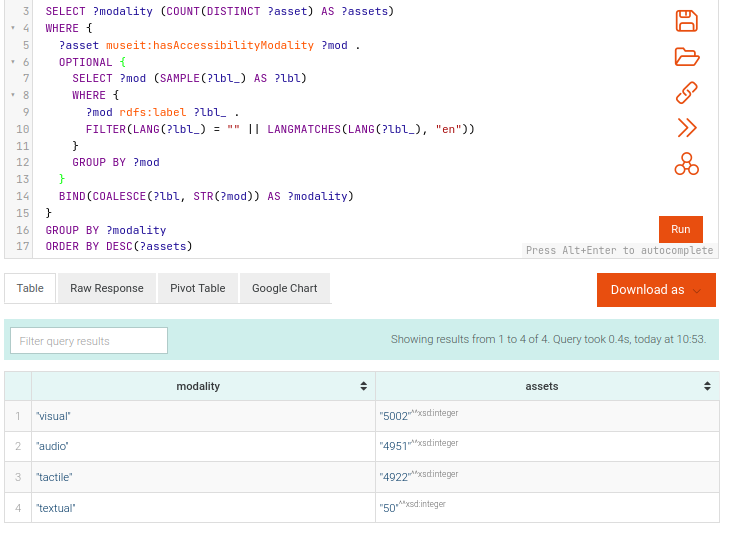 3 SELECT ?modality (COUNT(DISTINCT ?asset) AS ?assets)
4 WHERE {
5 ?asset museit:hasAccessibilityModality ?mod .
6 OPTIONAL {
7 SELECT ?mod (SAMPLE(?lbl_) AS ?lbl)
8 WHERE {
9 ?mod rdfs:label ?lbl_ .
10 FILTER(LANG(?lbl_) = "" || LANGMATCHES(LANG(?lbl_), "en"))
11 }
12 GROUP BY ?mod
13 }
14 BIND(COALESCE(?lbl, STR(?mod)) AS ?modality)
15 }
16 GROUP BY ?modality
17 ORDER BY DESC(?assets)
Run
Press Alt+Enter to autocomplete
Table Raw Response Pivot Table Google Chart Download as
Filter query results Showing results from 1 to 4 of 4. Query took 0.4s, today at 10:53.
modality assets
1 "visual" "5002"^^xsd:integer
2 "audio" "4951"^^xsd:integer
3 "tactile" "4922"^^xsd:integer
4 "textual" "50"^^xsd:integer